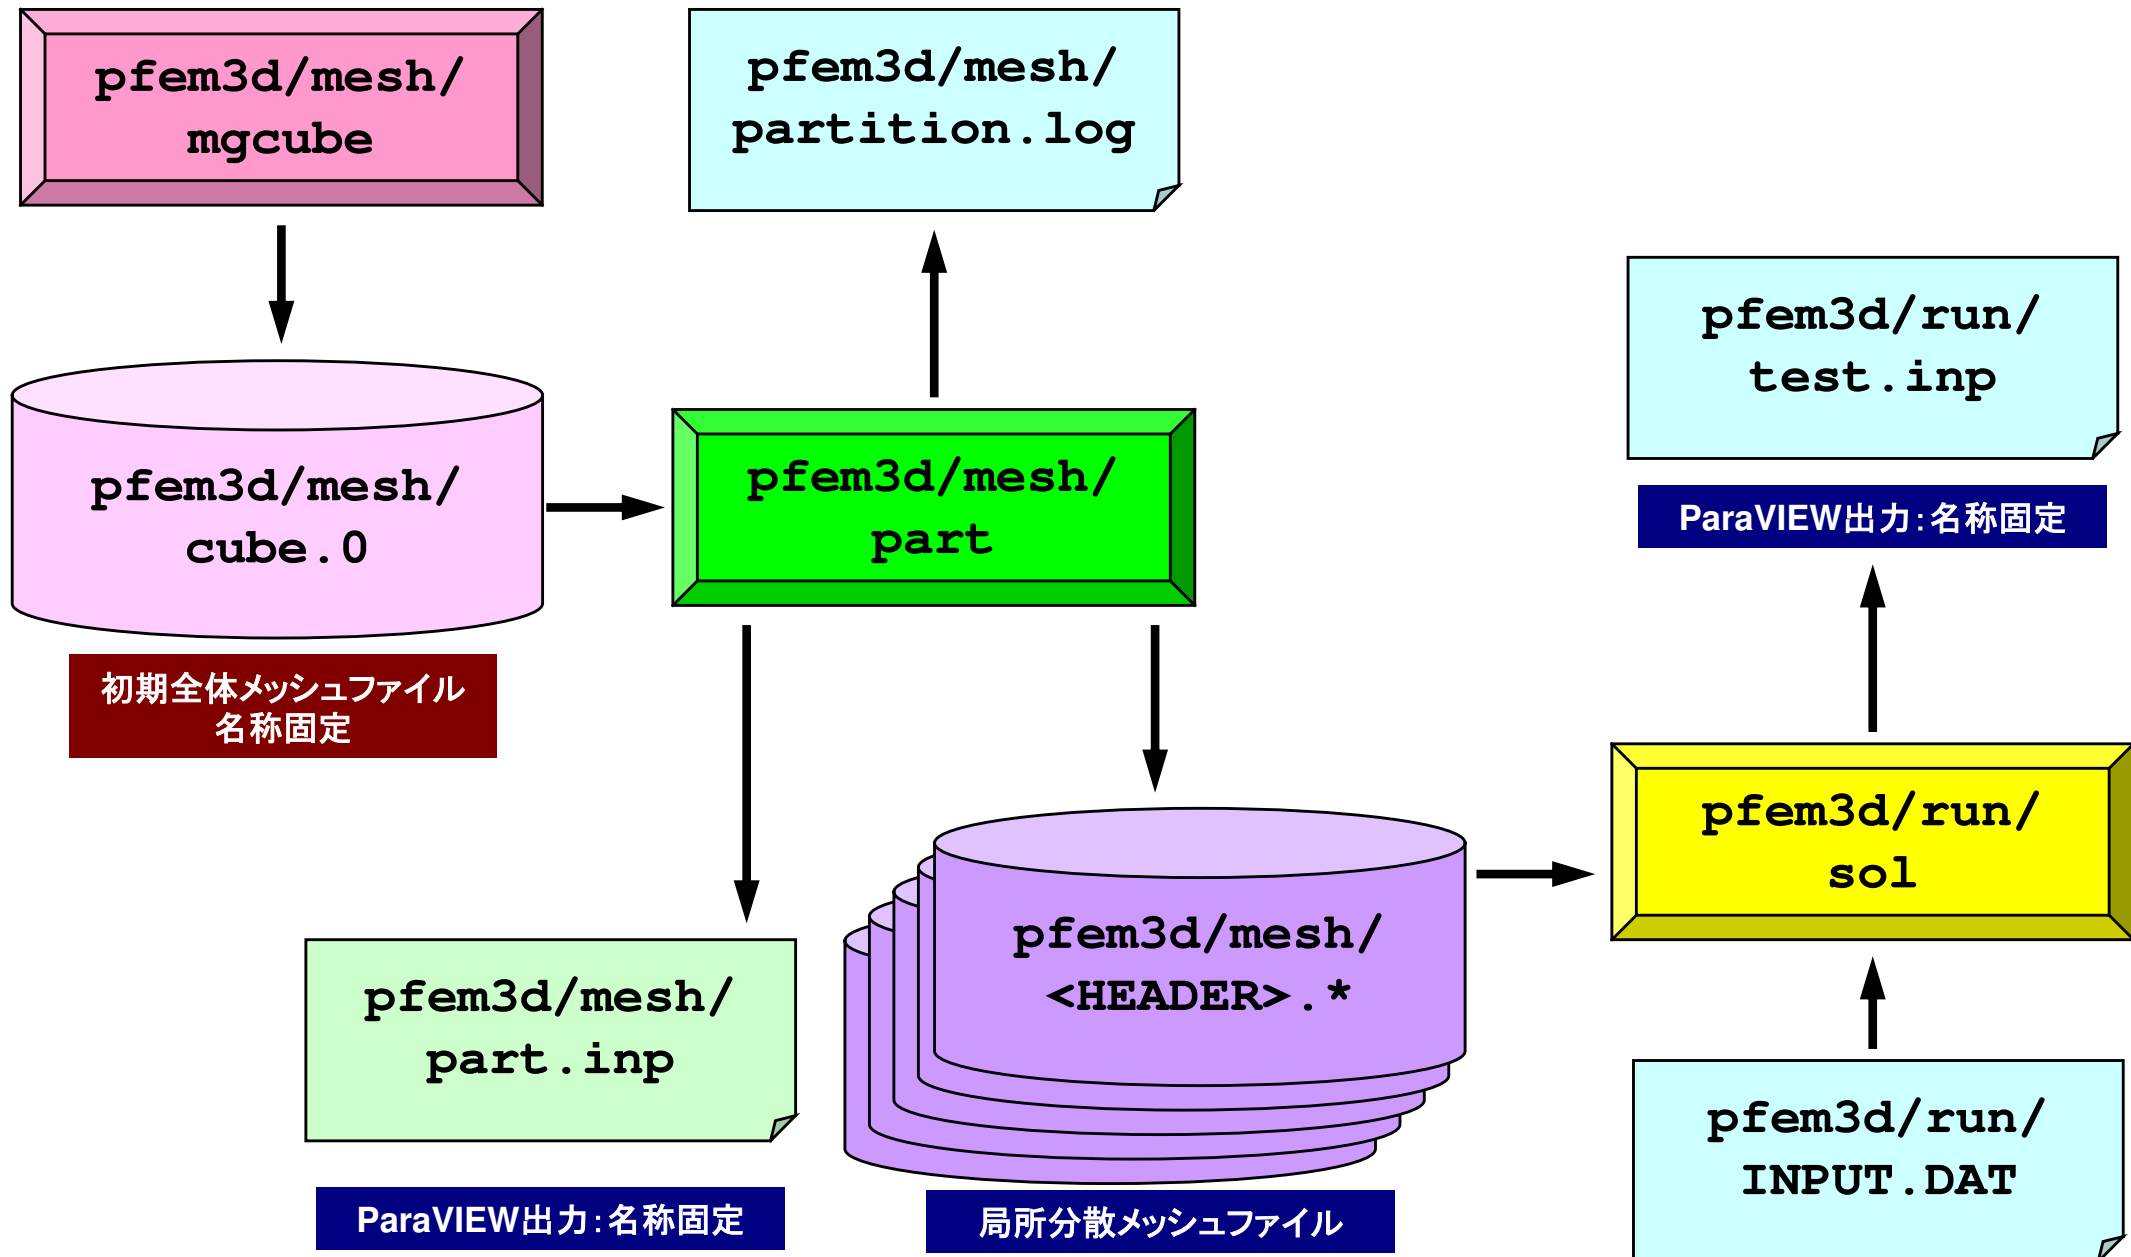 pfem3d/mesh/
mgcube
pfem3d/mesh/
partition.log
pfem3d/run/
test.inp
ParaVIEW出力：名称固定
pfem3d/mesh/
cube.0
初期全体メッシュファイル
名称固定
pfem3d/mesh/
part
pfem3d/run/
sol
pfem3d/mesh/
<HEADER>.*
局所分散メッシュファイル
pfem3d/mesh/
part.inp
ParaVIEW出力：名称固定
pfem3d/run/
INPUT.DAT